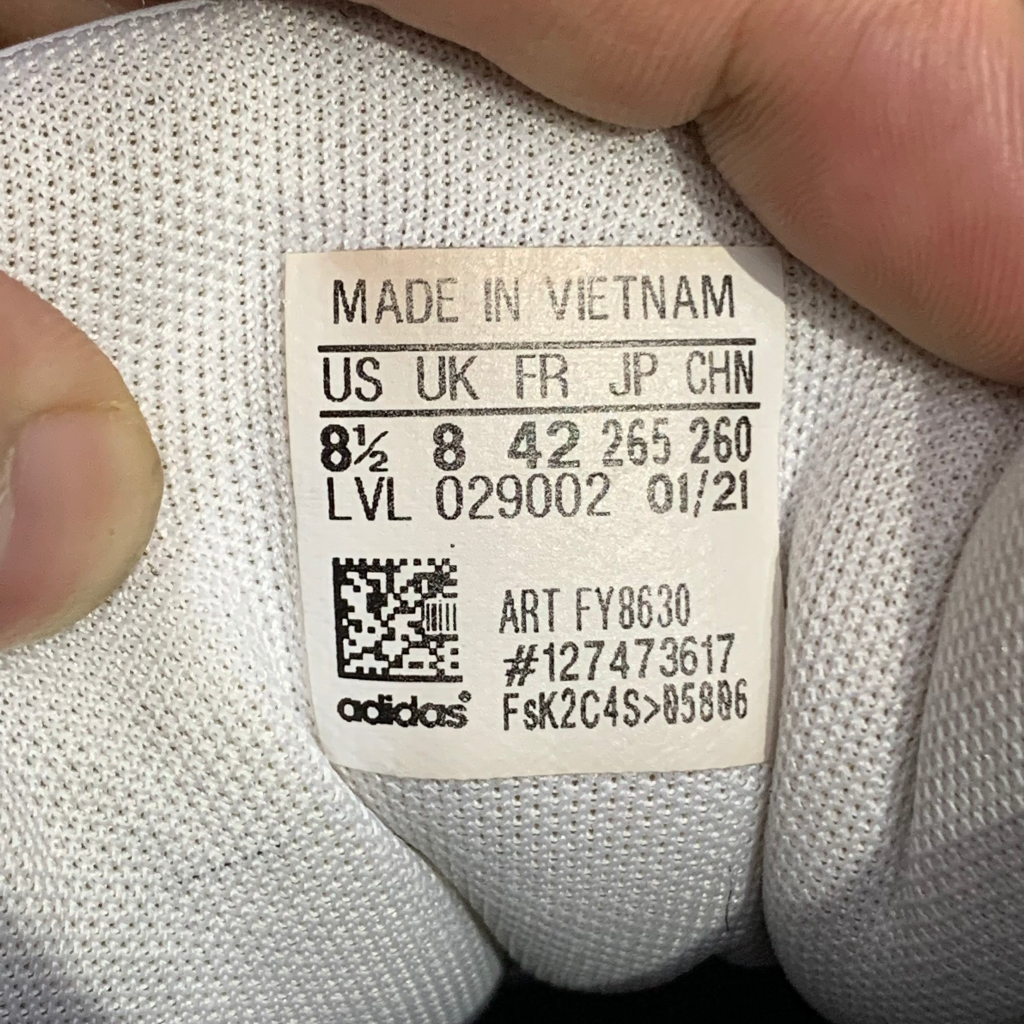 MADE IN VIETNAM
US UK FR JP CHN
8½ 8 42 265 260
LVL 029002 01/21
ART FY8630
#127473617
adidas® FsK2C4S>05806